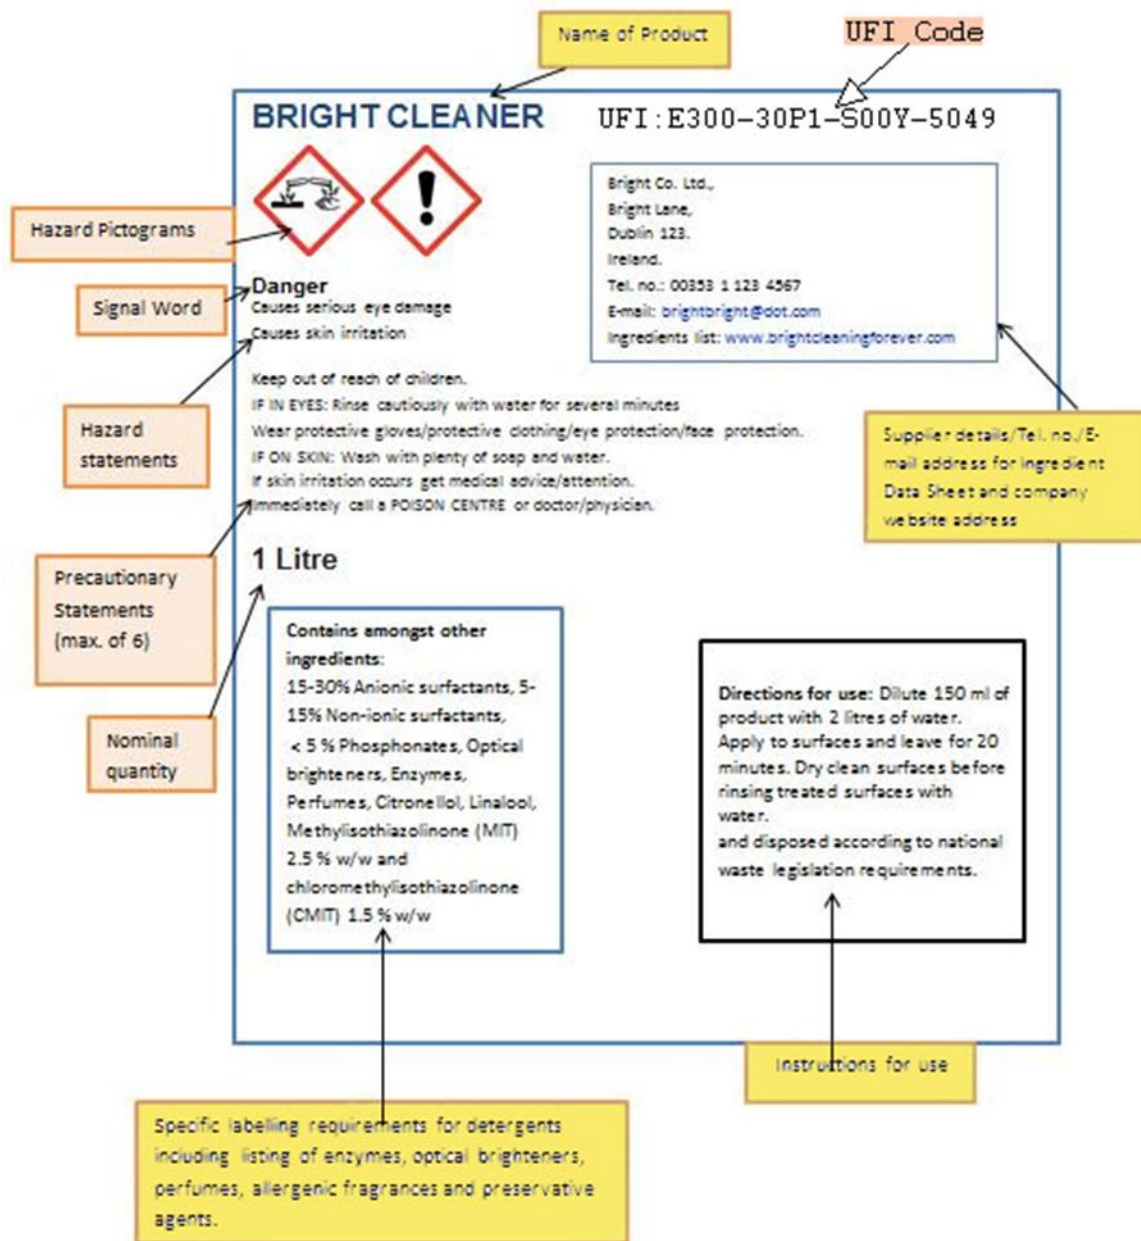 Name of Product
UFI Code
BRIGHT CLEANER
UFI:E300-30P1-S00Y-5049
Hazard Pictograms
Bright Co. Ltd.,
Bright Lane,
Dublin 123.
Ireland.
Tel. no.: 00353 1 123 4567
E-mail: brightbright@dot.com
Ingredients list: www.brightcleaningforever.com
Signal Word
Danger
Causes serious eye damage
Causes skin irritation
Hazard
statements
Keep out of reach of children.
IF IN EYES: Rinse cautiously with water for several minutes
Wear protective gloves/protective clothing/eye protection/face protection.
IF ON SKIN: Wash with plenty of soap and water.
If skin irritation occurs get medical advice/attention.
Immediately call a POISON CENTRE or doctor/physician.
Supplier details/Tel. no./E-
mail address for ingredient
Data Sheet and company
website address
Precautionary
Statements
(max. of 6)
1 Litre
Nominal
quantity
Contains amongst other
ingredients:
15-30% Anionic surfactants, 5-
15% Non-ionic surfactants,
< 5 % Phosphonates, Optical
brighteners, Enzymes,
Perfumes, Citronellol, Linalool,
Methylisothiazolinone (MIT)
2.5 % w/w and
chloromethylisothiazolinone
(CMIT) 1.5 % w/w
Directions for use: Dilute 150 ml of
product with 2 litres of water.
Apply to surfaces and leave for 20
minutes. Dry clean surfaces before
rinsing treated surfaces with
water.
and disposed according to national
waste legislation requirements.
Instructions for use
Specific labelling requirements for detergents
including listing of enzymes, optical brighteners,
perfumes, allergenic fragrances and preservative
agents.